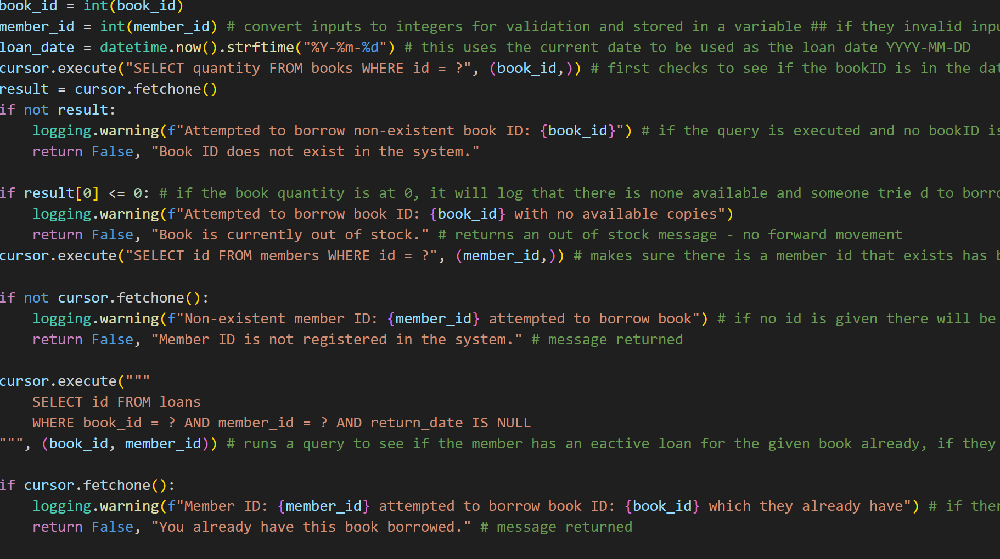 book_id = int(book_id)
member_id = int(member_id) # convert inputs to integers for validation and stored in a variable ## if they invalid
loan_date = datetime.now().strftime("%Y-%m-%d") # this uses the current date to be used as the loan date YYYY-MM-DD
cursor.execute("SELECT quantity FROM books WHERE id = ?", (book_id,)) # first checks to see if the bookID is in the
result = cursor.fetchone()
if not result:
    logging.warning(f"Attempted to borrow non-existent book ID: {book_id}") # if the query is executed and no bookID
    return False, "Book ID does not exist in the system."
if result[0] <= 0: # if the book quantity is at 0, it will log that there is none available and someone trie d to
    logging.warning(f"Attempted to borrow book ID: {book_id} with no available copies")
    return False, "Book is currently out of stock." # returns an out of stock message - no forward movement
cursor.execute("SELECT id FROM members WHERE id = ?", (member_id,)) # makes sure there is a member id that exists has
if not cursor.fetchone():
    logging.warning(f"Non-existent member ID: {member_id} attempted to borrow book") # if no id is given there will be
    return False, "Member ID is not registered in the system." # message returned
cursor.execute("""
    SELECT id FROM loans
    WHERE book_id = ? AND member_id = ? AND return_date IS NULL
""", (book_id, member_id)) # runs a query to see if the member has an eactive loan for the given book already, if they
if cursor.fetchone():
    logging.warning(f"Member ID: {member_id} attempted to borrow book ID: {book_id} which they already have") # if
    return False, "You already have this book borrowed." # message returned